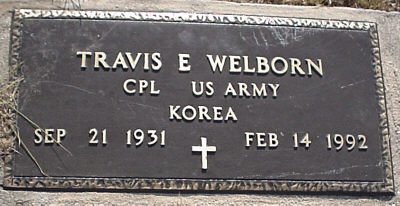 TRAVIS E WELBORN
CPL US ARMY
KOREA
SEP 21 1931 FEB 14 1992